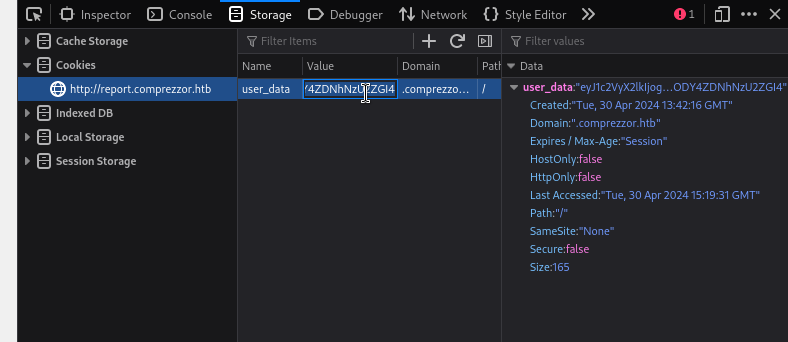 Inspector Console Storage Debugger Network Style Editor 1
Cache Storage
Cookies
http://report.comprezzor.htb
Indexed DB
Local Storage
Session Storage
Filter Items
Name Value Domain Path
user_data Y4ZDNhNzU2ZGI4 .comprezzo... /
Filter values
Data
user_data:"eyJ1c2VyX2lkIjog...ODY4ZDNhNzU2ZGI4"
Created:"Tue, 30 Apr 2024 13:42:16 GMT"
Domain:".comprezzor.htb"
Expires / Max-Age:"Session"
HostOnly:false
HttpOnly:false
Last Accessed:"Tue, 30 Apr 2024 15:19:31 GMT"
Path:"/"
SameSite:"None"
Secure:false
Size:165